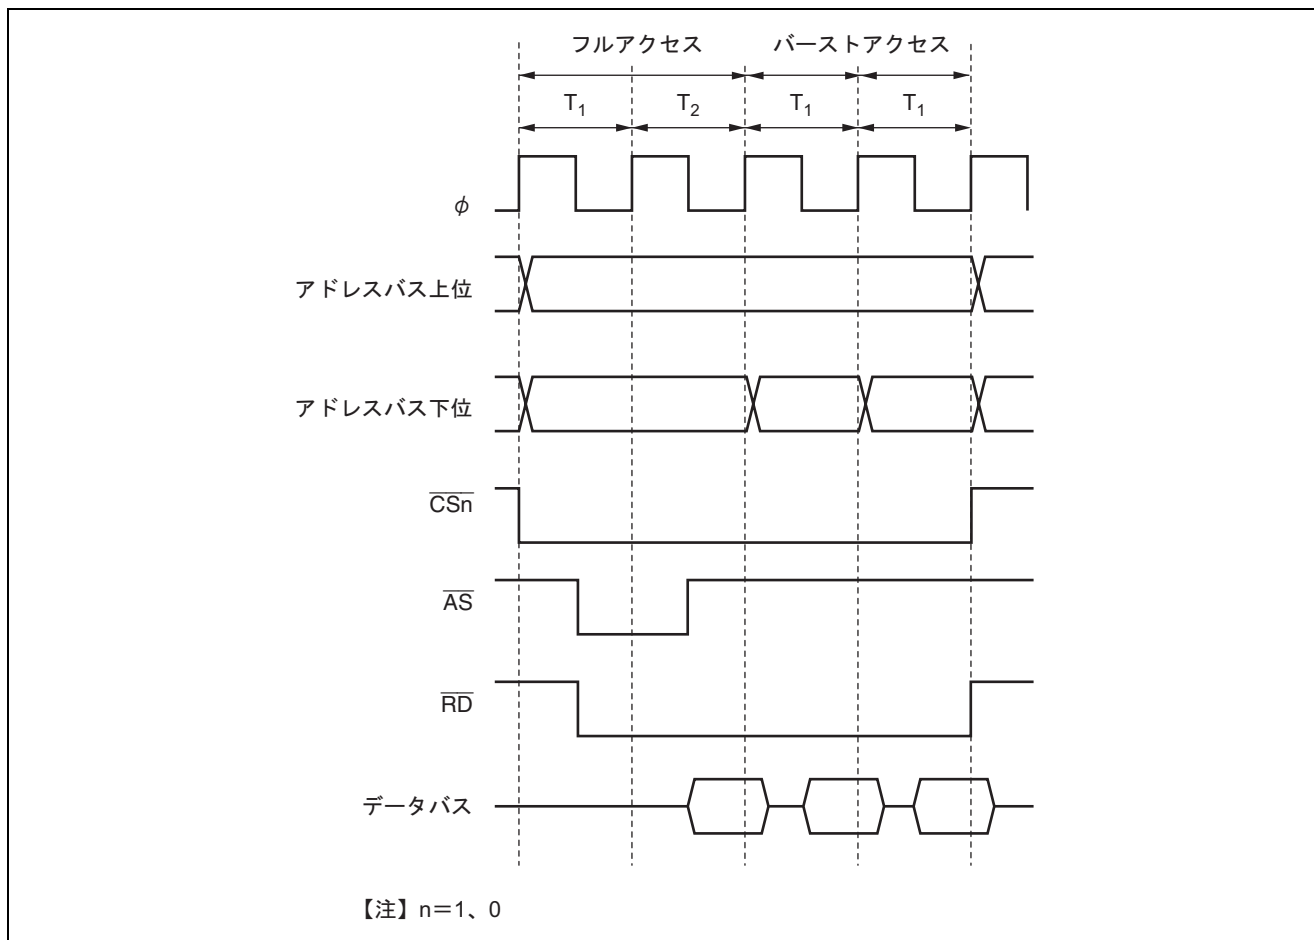 フルアクセス バーストアクセス
T1 T2 T1 T1
φ
アドレスバス上位
アドレスバス下位
CSn
AS
RD
データバス
【注】n＝1、0